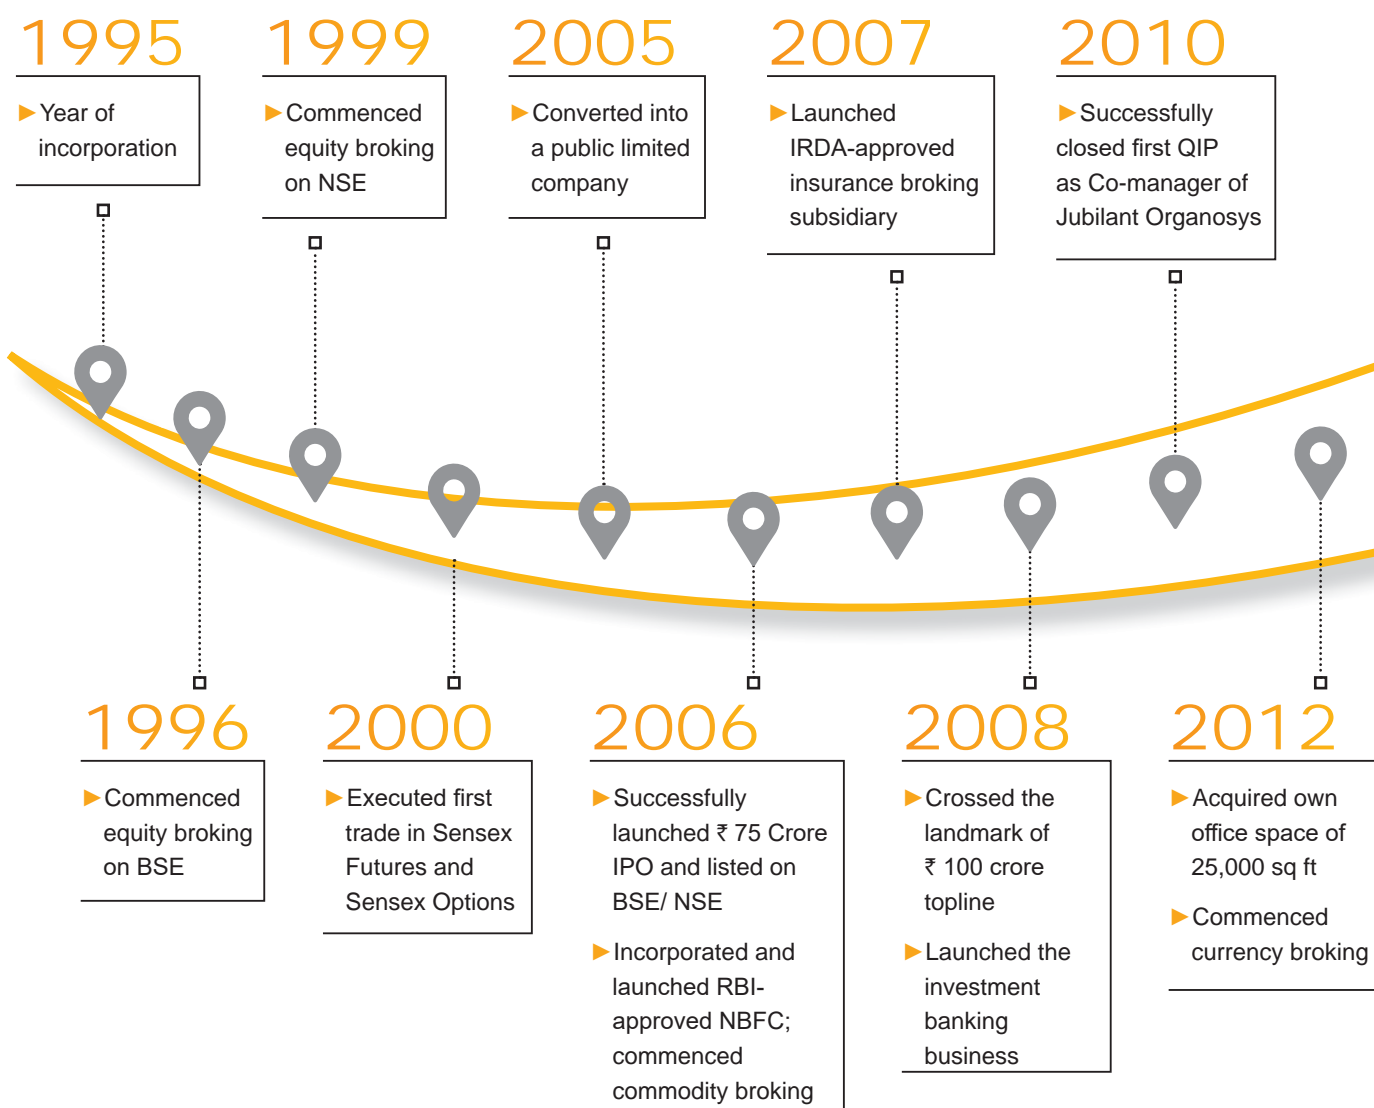 1995
► Year of
incorporation
1999
► Commenced
equity broking
on NSE
2005
► Converted into
a public limited
company
2007
► Launched
IRDA-approved
insurance broking
subsidiary
2010
► Successfully
closed first QIP
as Co-manager of
Jubilant Organosys
1996
► Commenced
equity broking
on BSE
2000
► Executed first
trade in Sensex
Futures and
Sensex Options
2006
► Successfully
launched ₹ 75 Crore
IPO and listed on
BSE/ NSE
► Incorporated and
launched RBI-
approved NBFC;
commenced
commodity broking
2008
► Crossed the
landmark of
₹ 100 crore
topline
► Launched the
investment
banking
business
2012
► Acquired own
office space of
25,000 sq ft
► Commenced
currency broking